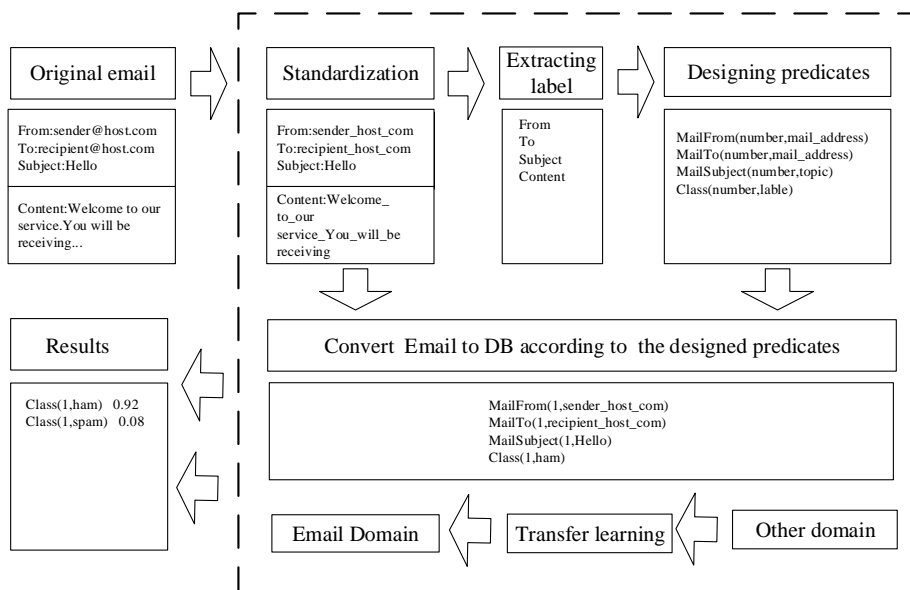 Original email
From:sender@host.com
To:recipient@host.com
Subject:Hello
Content:Welcome to our
service.You will be
receiving...
Standardization
From:sender_host_com
To:recipient_host_com
Subject:Hello
Content:Welcome_
to_our
service_You_will_be
receiving
Extracting
label
From
To
Subject
Content
Designing predicates
MailFrom(number,mail_address)
MailTo(number,mail_address)
MailSubject(number,topic)
Class(number,lable)
Convert Email to DB according to the designed predicates
MailFrom(1,sender_host_com)
MailTo(1,recipient_host_com)
MailSubject(1,Hello)
Class(1,ham)
Results
Class(1,ham) 0.92
Class(1,spam) 0.08
Email Domain
Transfer learning
Other domain